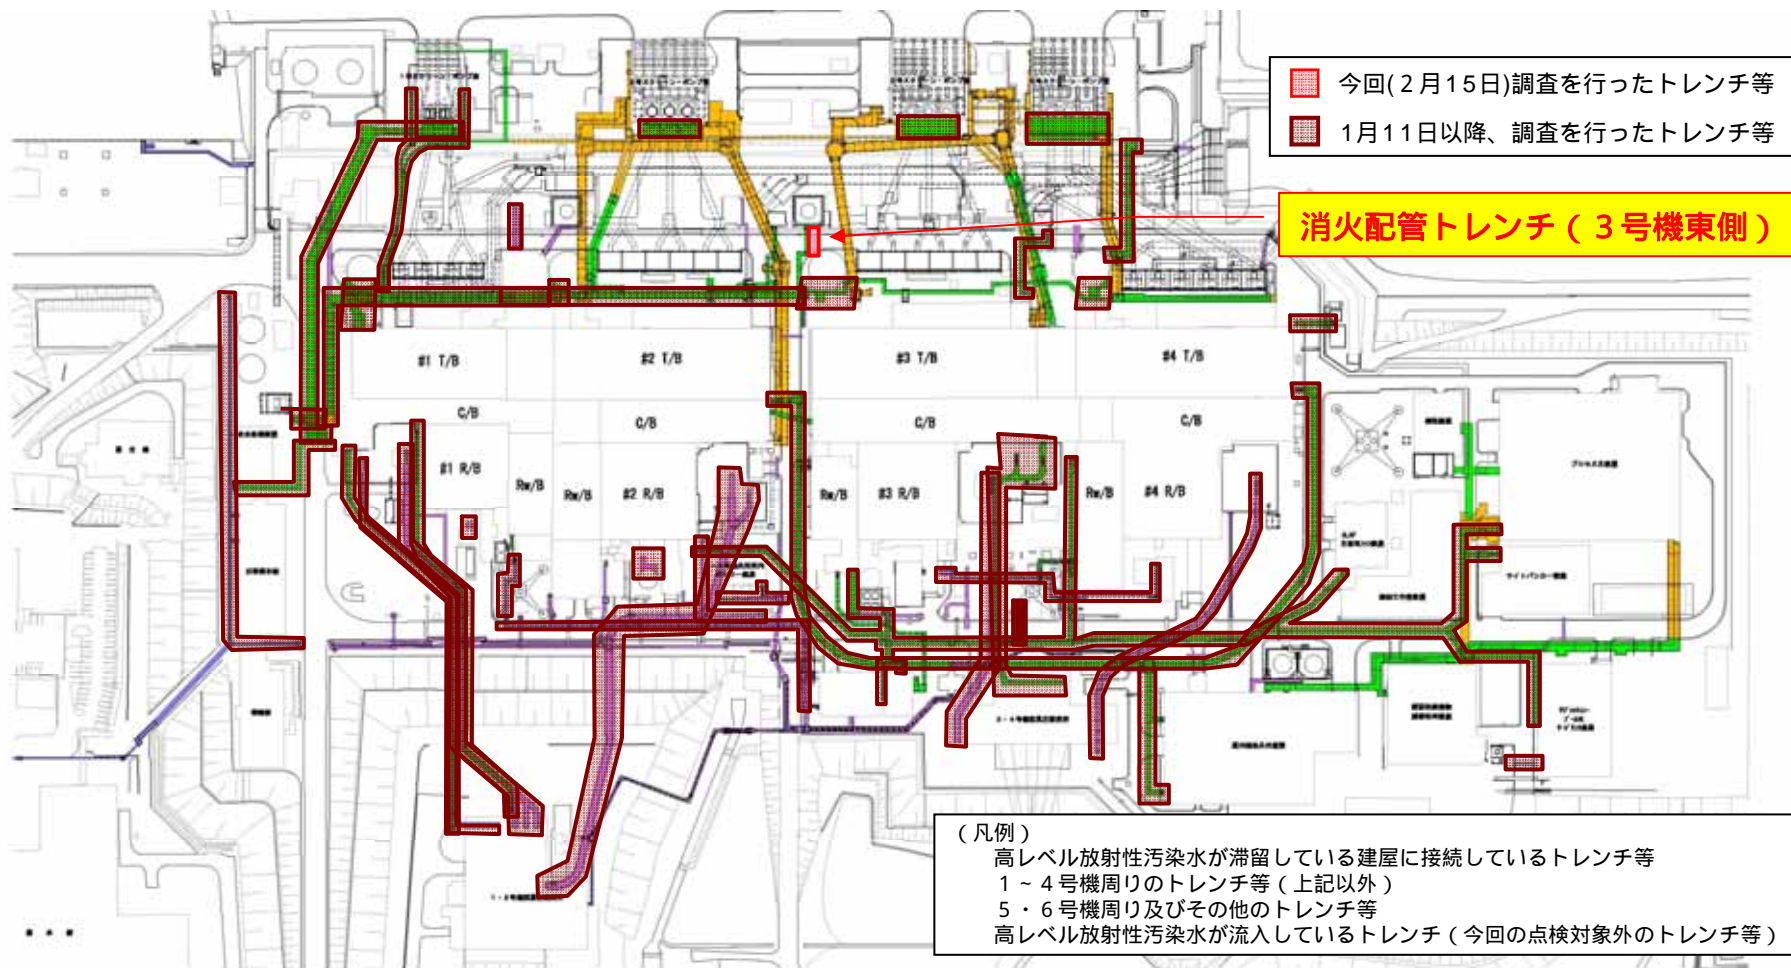 今回(2月15日)調査を行ったトレンチ等
1月11日以降、調査を行ったトレンチ等
消火配管トレンチ(3号機東側)
#1 T/B
#2 T/B
#3 T/B
#4 T/B
C/B
C/B
C/B
C/B
#1 R/B
Rw/B
Rw/B
#2 R/B
Rw/B
#3 R/B
Rw/B
#4 R/B
(凡例)
高レベル放射性汚染水が滞留している建屋に接続しているトレンチ等
1~4号機周りのトレンチ等(上記以外)
5・6号機周り及びその他のトレンチ等
高レベル放射性汚染水が流入しているトレンチ(今回の点検対象外のトレンチ等)